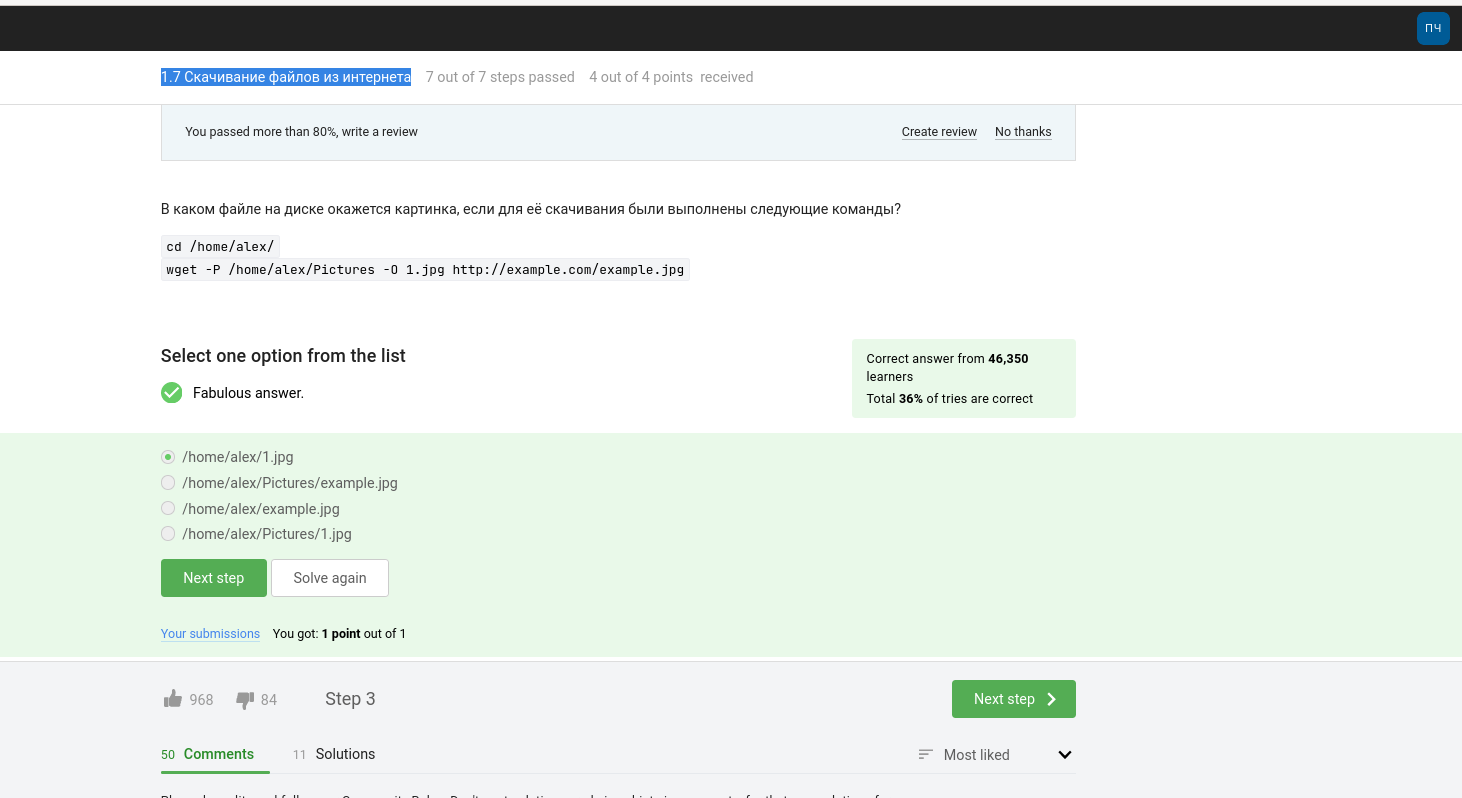 ПЧ
1.7 Скачивание файлов из интернета 7 out of 7 steps passed 4 out of 4 points received
You passed more than 80%, write a review Create review No thanks
В каком файле на диске окажется картинка, если для её скачивания были выполнены следующие команды?
cd /home/alex/
wget -P /home/alex/Pictures -O 1.jpg http://example.com/example.jpg
Select one option from the list
Fabulous answer.
Correct answer from 46,350
learners
Total 36% of tries are correct
/home/alex/1.jpg
/home/alex/Pictures/example.jpg
/home/alex/example.jpg
/home/alex/Pictures/1.jpg
Next step Solve again
Your submissions You got: 1 point out of 1
968 84 Step 3 Next step
50 Comments 11 Solutions Most liked